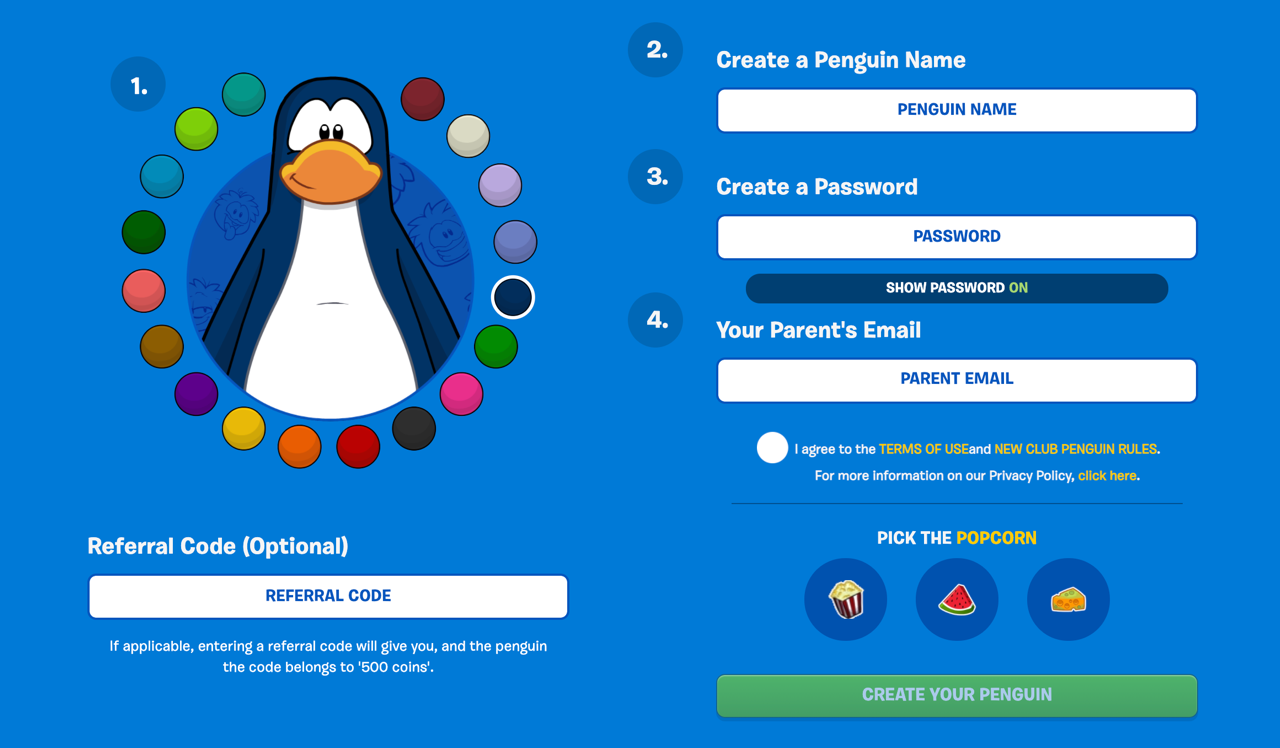 1.
Referral Code (Optional)
REFERRAL CODE
If applicable, entering a referral code will give you, and the penguin
the code belongs to '500 coins'.
2.
Create a Penguin Name
PENGUIN NAME
3.
Create a Password
PASSWORD
SHOW PASSWORD ON
4.
Your Parent's Email
PARENT EMAIL
I agree to the TERMS OF USEand NEW CLUB PENGUIN RULES.
For more information on our Privacy Policy, click here.
PICK THE POPCORN
CREATE YOUR PENGUIN